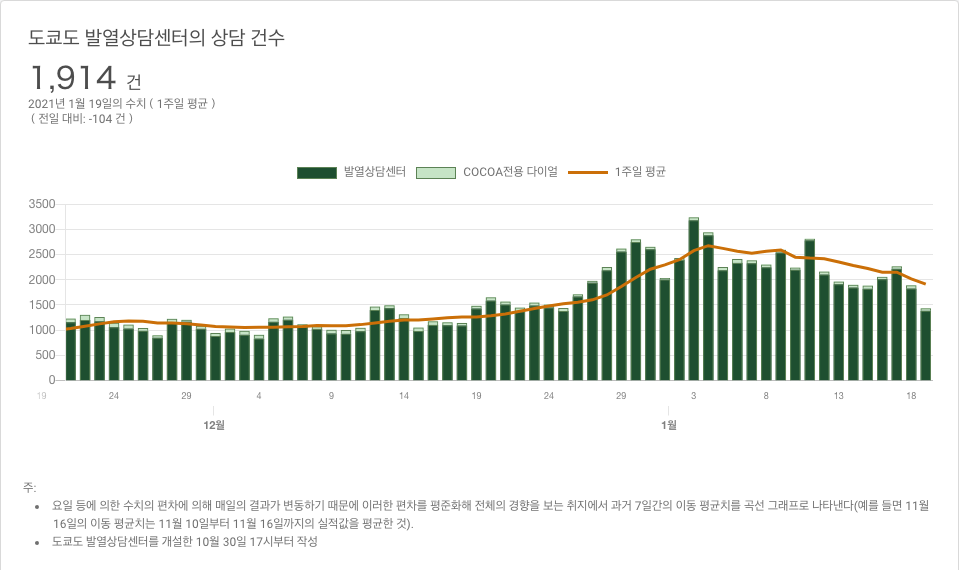 도쿄도 발열상담센터의 상담 건수
1,914 건
2021년 1월 19일의 수치 ( 1주일 평균 )
( 전일 대비: -104 건 )
발열상담센터 COCOA전용 다이얼 1주일 평균
3500
3000
2500
2000
1500
1000
500
0
19 24 29 4 9 14 19 24 29 3 8 13 18
12월 1월
주:
• 요일 등에 의한 수치의 편차에 의해 매일의 결과가 변동하기 때문에 이러한 편차를 평준화해 전체의 경향을 보는 취지에서 과거 7일간의 이동 평균치를 곡선 그래프로 나타낸다(예를 들면 11월
16일의 이동 평균치는 11월 10일부터 11월 16일까지의 실적값을 평균한 것).
• 도쿄도 발열상담센터를 개설한 10월 30일 17시부터 작성